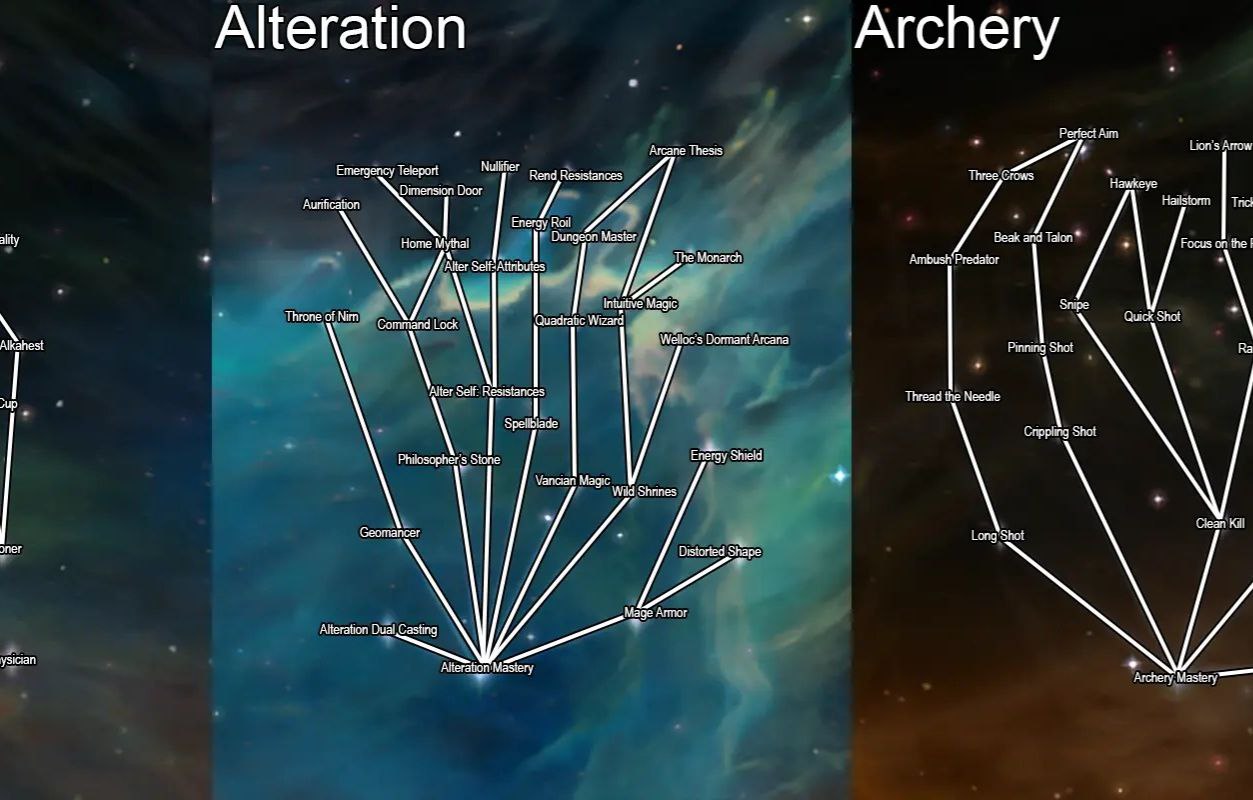 Alteration
Archery
Perfect Aim
Lion's Arrow
Arcane Thesis
Emergency Teleport
Nullifier
Rend Resistances
Three Crows
Dimension Door
Hawkeye
Aurification
Hailstorm
Trick
Energy Roil
Dungeon Master
Beak and Talon
ality
Home Mythal
Focus on the P
Alter Self: Attributes
The Monarch
Ambush Predator
Intuitive Magic
Snipe
Throne of Nirn
Command Lock
Quadratic Wizard
Quick Shot
Alkahest
Welloc's Dormant Arcana
Pinning Shot
Ra
Alter Self: Resistances
Thread the Needle
Cup
Spellblade
Crippling Shot
Philosopher's Stone
Energy Shield
Vancian Magic
Wild Shrines
Clean Kill
Geomancer
Long Shot
oner
Distorted Shape
Mage Armor
Alteration Dual Casting
ysician
Alteration Mastery
Archery Mastery